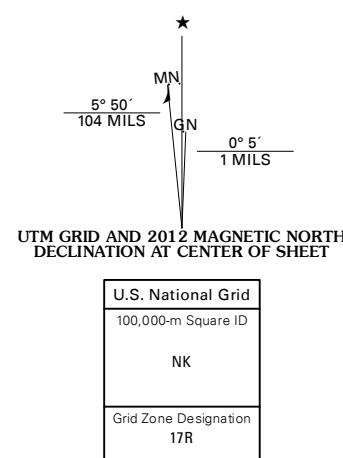 ★
MN
5° 50´
104 MILS
GN
0° 5´
1 MILS
UTM GRID AND 2012 MAGNETIC NORTH
DECLINATION AT CENTER OF SHEET
U.S. National Grid
100,000-m Square ID
NK
Grid Zone Designation
17R